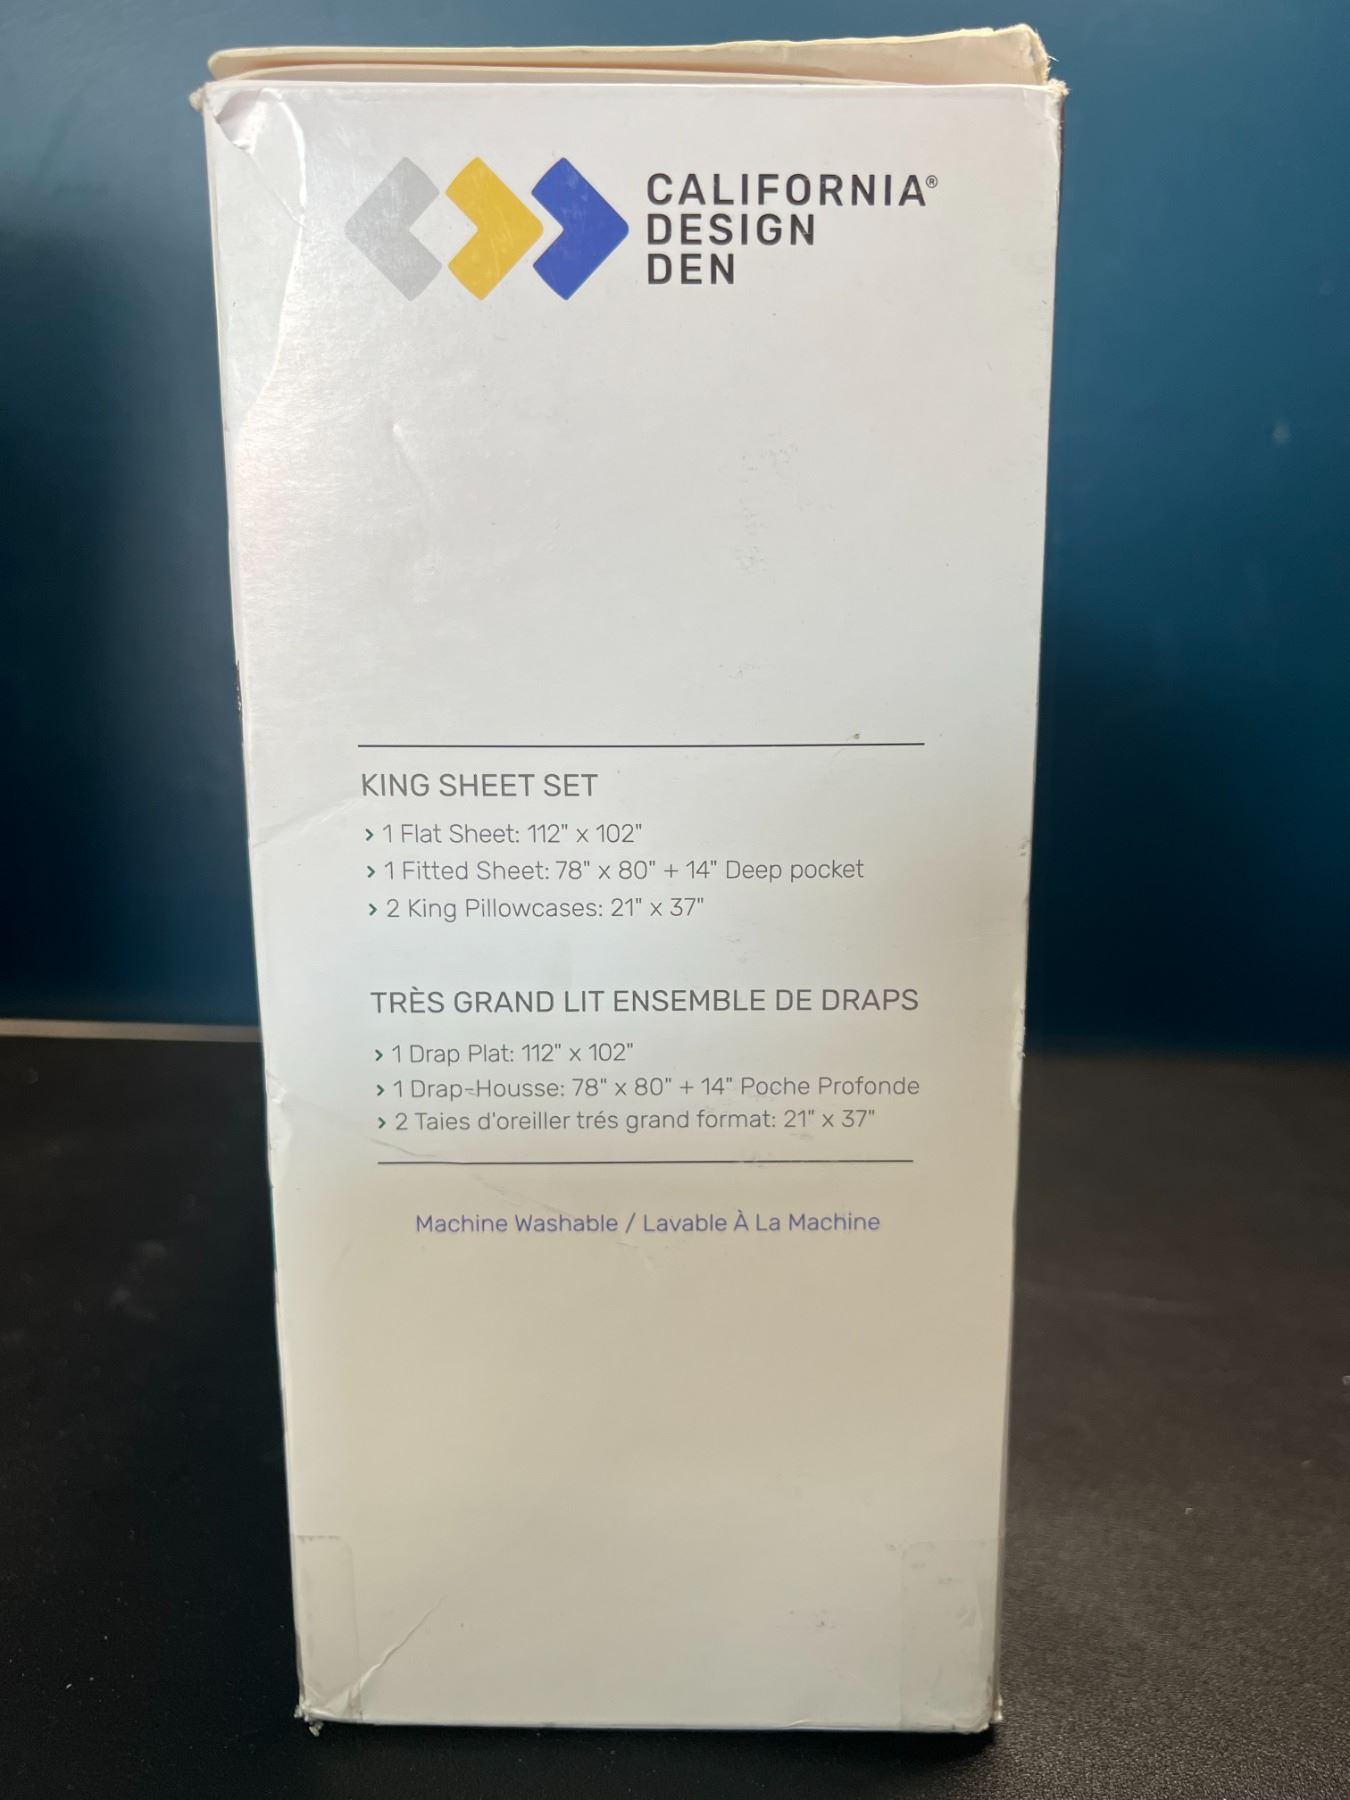 CALIFORNIA®
DESIGN
DEN
KING SHEET SET
› 1 Flat Sheet: 112" x 102"
› 1 Fitted Sheet: 78" x 80" + 14" Deep pocket
› 2 King Pillowcases: 21" x 37"
TRÈS GRAND LIT ENSEMBLE DE DRAPS
› 1 Drap Plat: 112" x 102"
› 1 Drap-Housse: 78" x 80" + 14" Poche Profonde
› 2 Taies d'oreiller trés grand format: 21" x 37"
Machine Washable / Lavable À La Machine